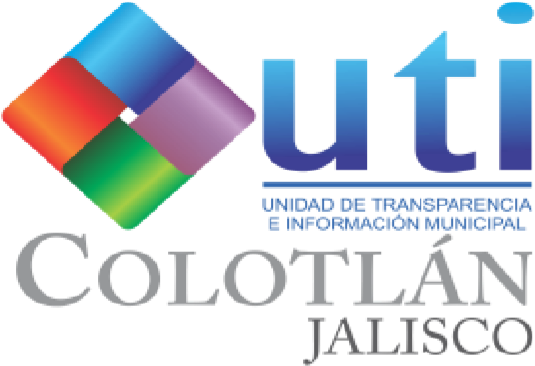 uti
UNIDAD DE TRANSPARENCIA
E INFORMACIÓN MUNICIPAL
COLOTLÁN
JALISCO